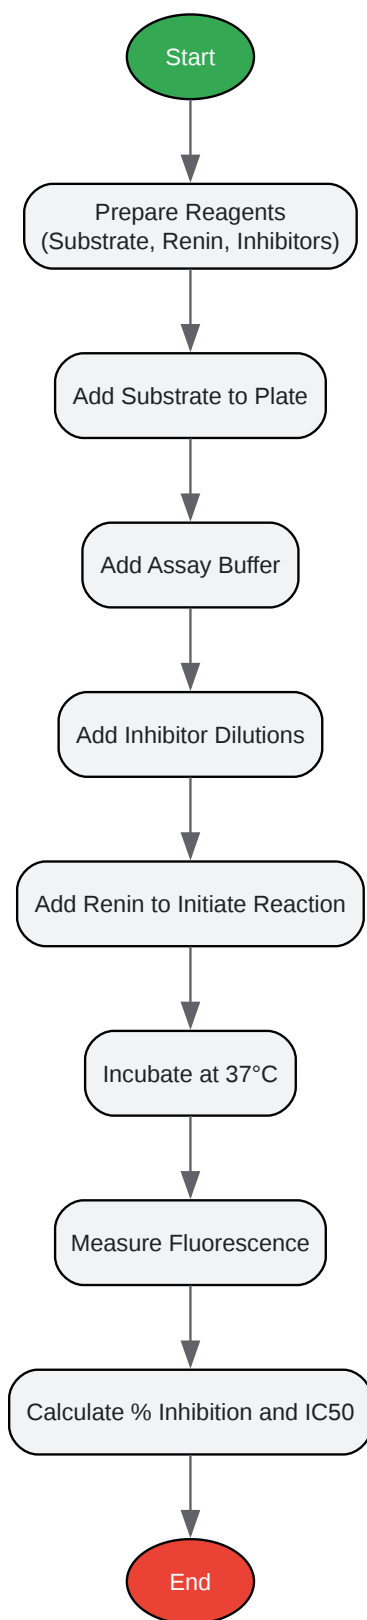 Start
Prepare Reagents
(Substrate, Renin, Inhibitors)
Add Substrate to Plate
Add Assay Buffer
Add Inhibitor Dilutions
Add Renin to Initiate Reaction
Incubate at 37°C
Measure Fluorescence
Calculate % Inhibition and IC50
End